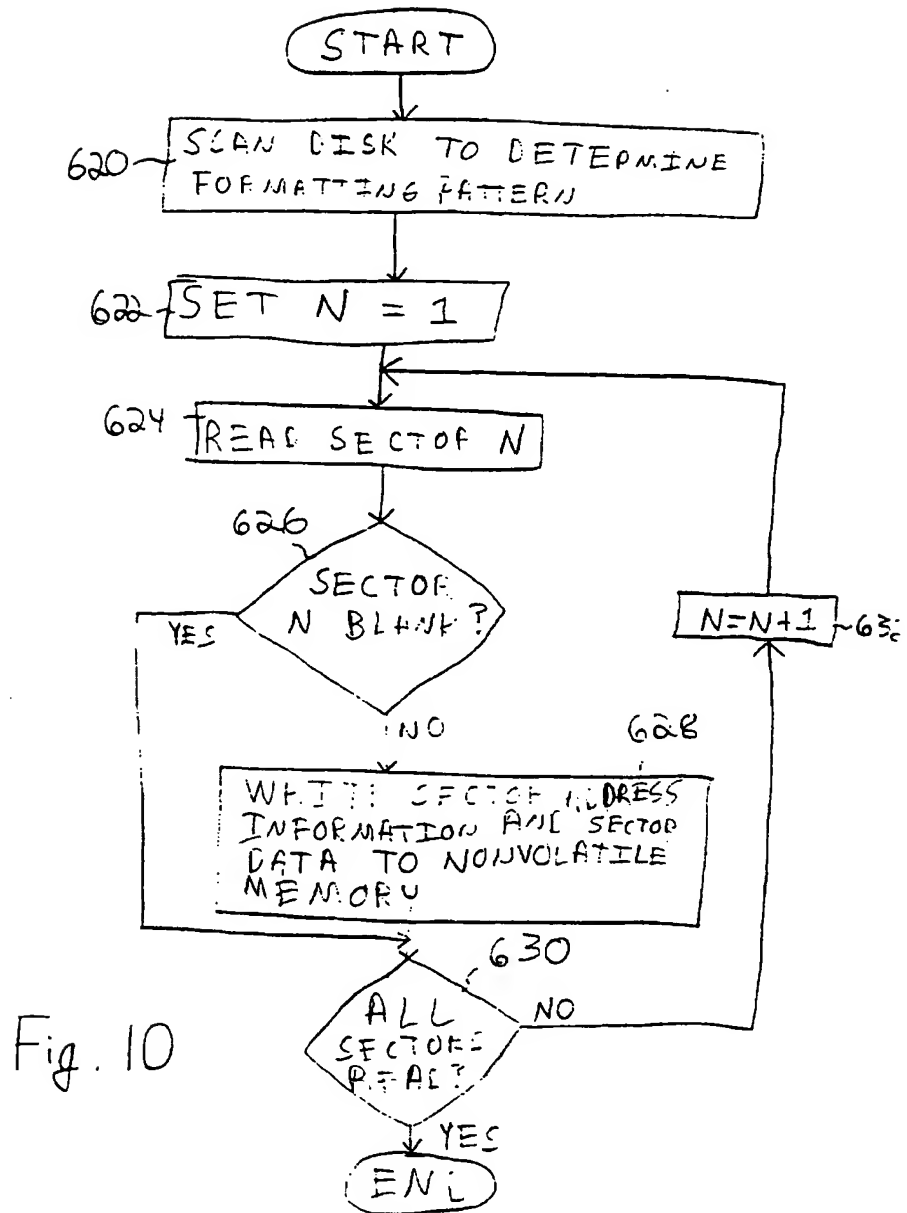 START
620
SCAN DISK TO DETERMINE
FORMATTING PATTERN
622
SET N = 1
624
READ SECTOR N
626
SECTOR
N BLANK?
YES
N=N+1
NO
628
WRITE SECTOR ADDRESS
INFORMATION AND SECTOR
DATA TO NONVOLATILE
MEMORY
630
ALL
SECTORS
READ?
NO
Fig. 10
YES
END